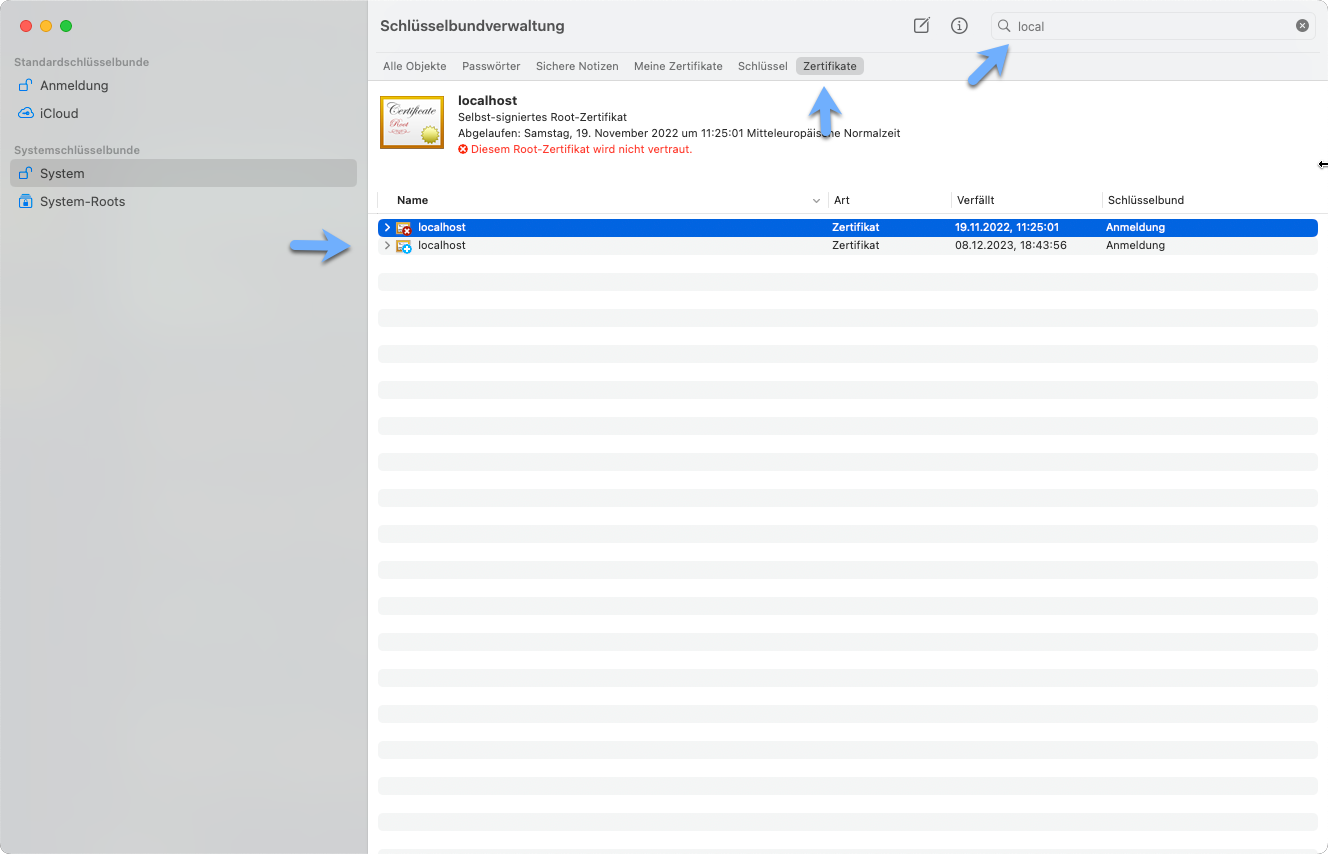 Schlüsselbundverwaltung
local
Standardschlüsselbunde
Anmeldung
iCloud
Systemschlüsselbunde
System
System-Roots
Alle Objekte Passwörter Sichere Notizen Meine Zertifikate Schlüssel Zertifikate
Certificate
Root
localhost
Selbst-signiertes Root-Zertifikat
Abgelaufen: Samstag, 19. November 2022 um 11:25:01 Mitteleuropäische Normalzeit
Diesem Root-Zertifikat wird nicht vertraut.
Name Art Verfällt Schlüsselbund
localhost Zertifikat 19.11.2022, 11:25:01 Anmeldung
localhost Zertifikat 08.12.2023, 18:43:56 Anmeldung